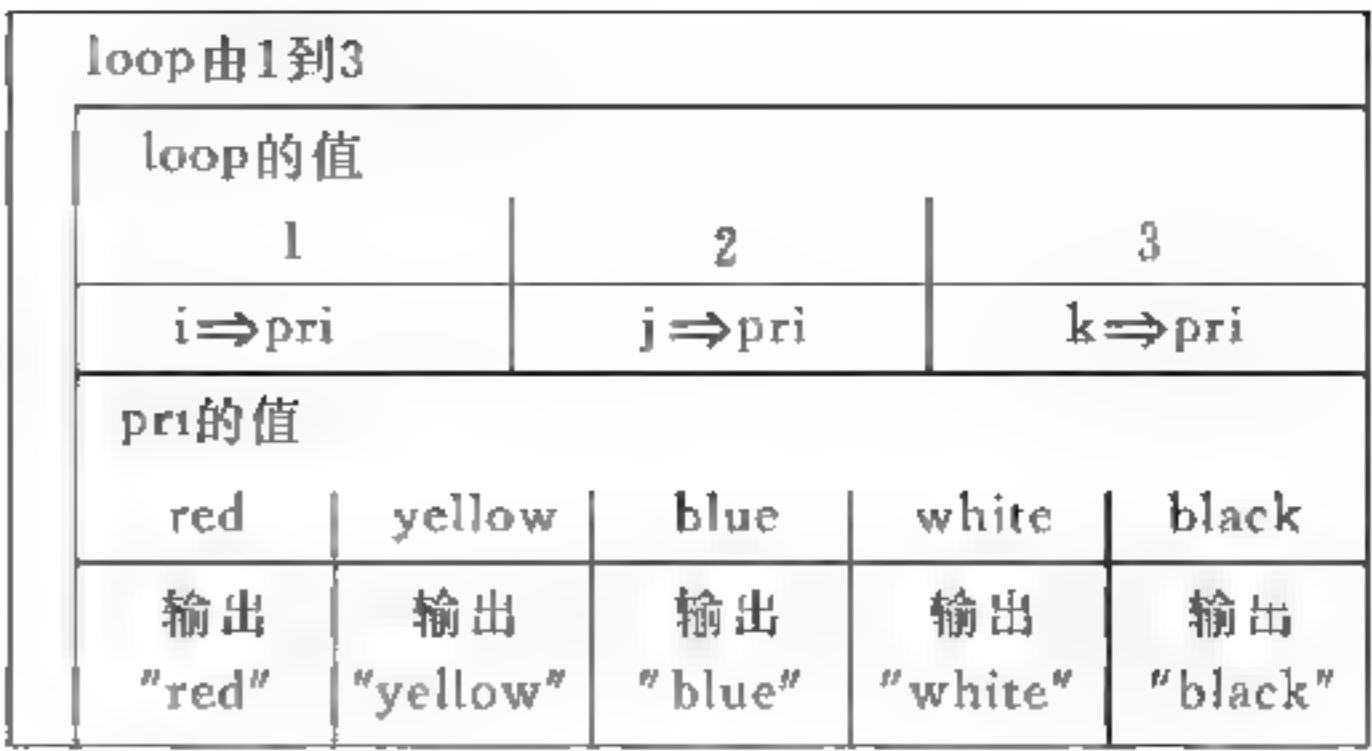 loop由1到3
loop的值
1 2 3
i⇒pri j⇒pri k⇒pri
pri的值
red yellow blue white black
输出 输出 输出 输出 输出
"red" "yellow" "blue" "white" "black"